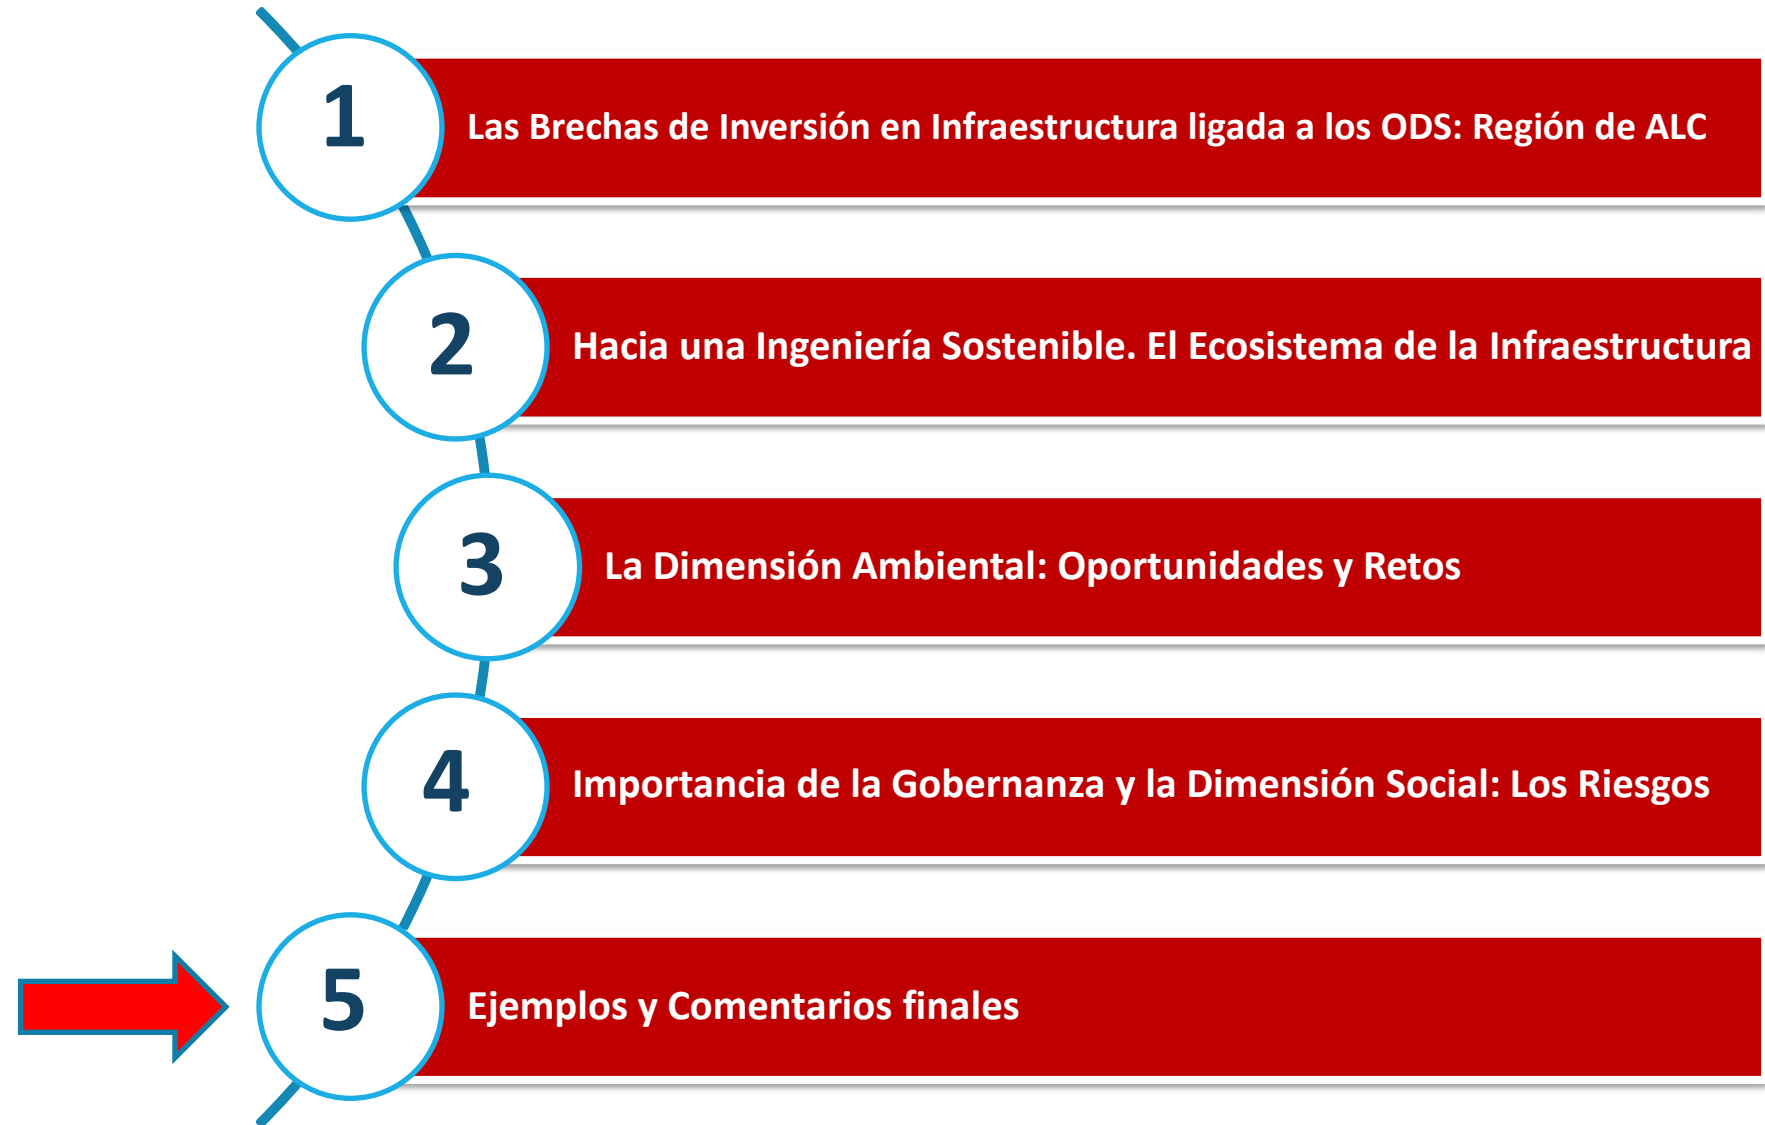 1
Las Brechas de Inversión en Infraestructura ligada a los ODS: Región de ALC
2
Hacia una Ingeniería Sostenible. El Ecosistema de la Infraestructura
3
La Dimensión Ambiental: Oportunidades y Retos
4
Importancia de la Gobernanza y la Dimensión Social: Los Riesgos
5
Ejemplos y Comentarios finales